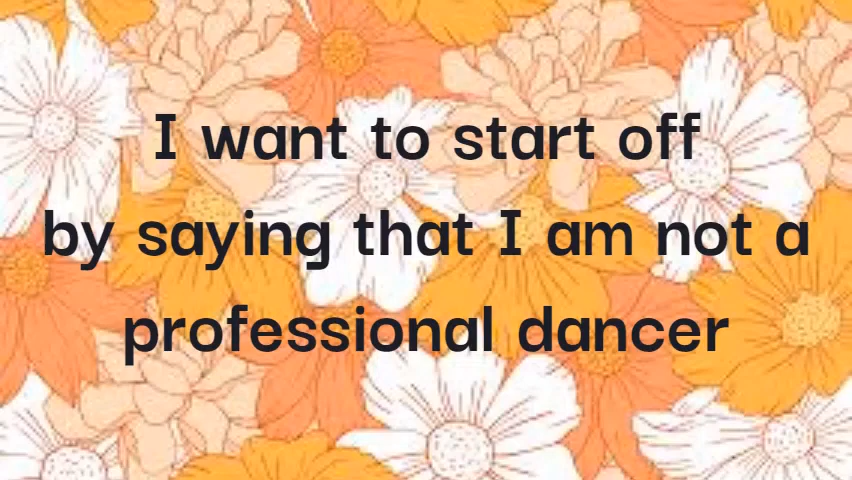 I want to start off
by saying that I am not a
professional dancer